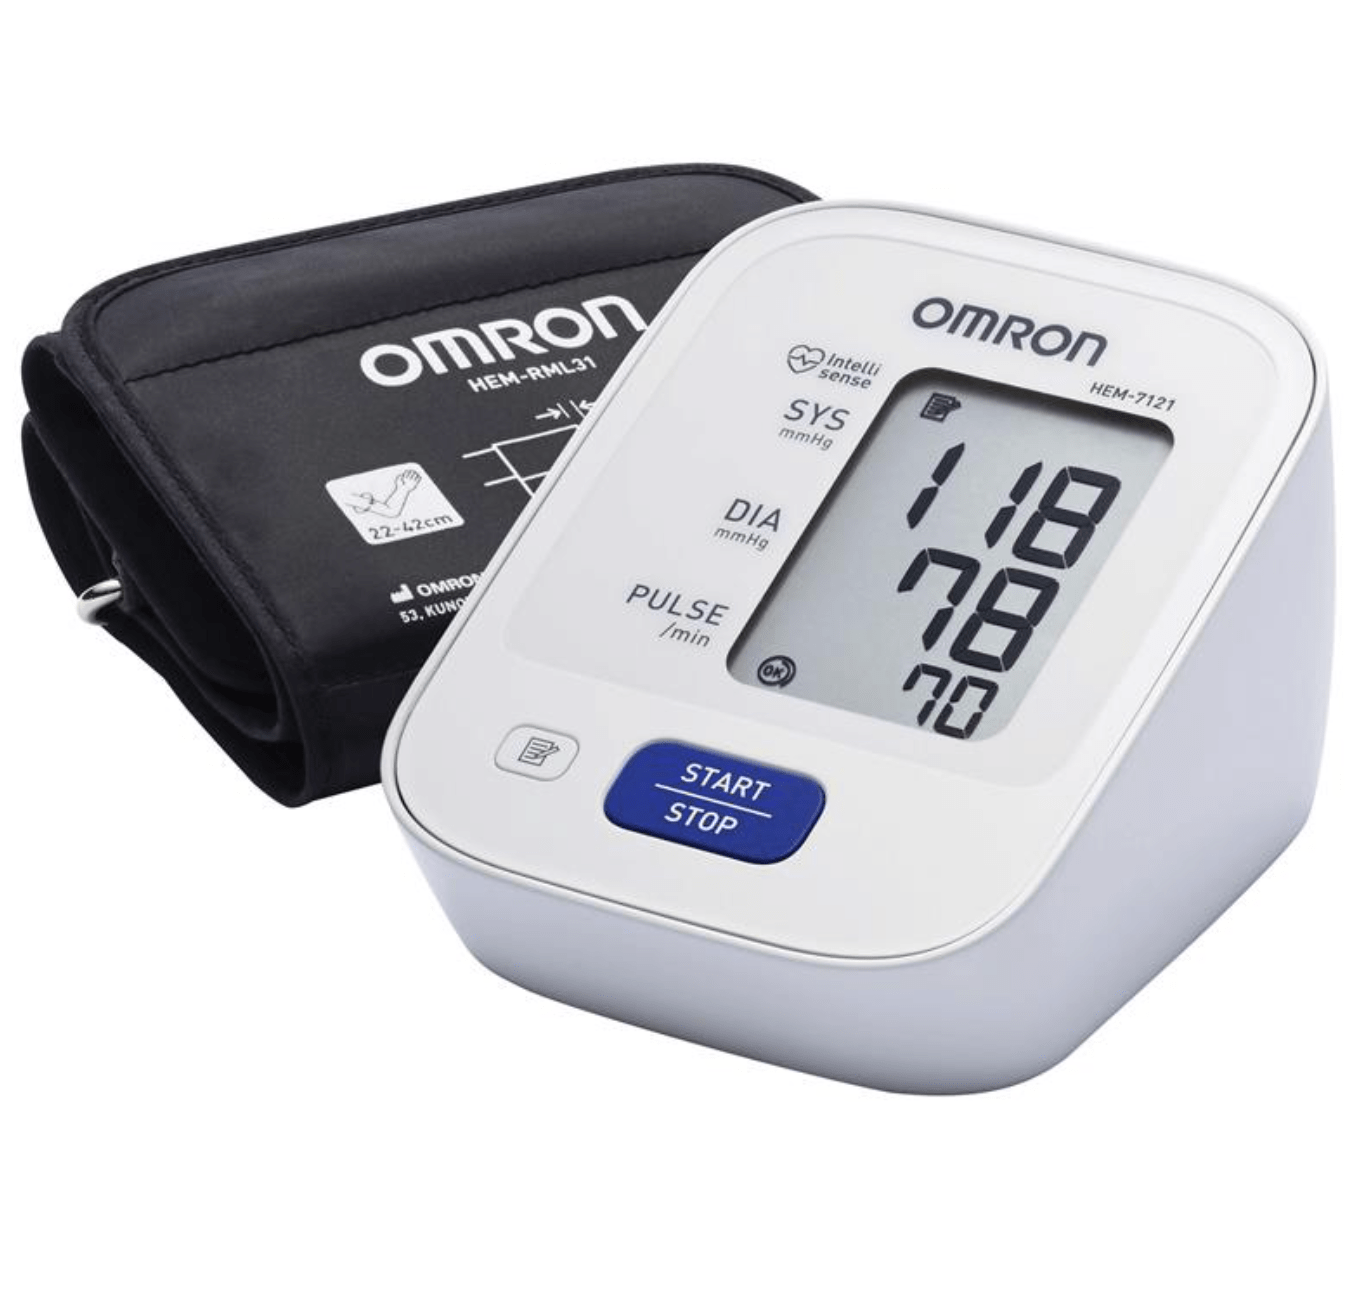 OMRON
HEM-RML31
22-42cm
OMRON
53, KUNO
OMRON
HEM-7121
Intelli
sense
SYS
mmHg
118
DIA
mmHg
78
PULSE
/min
70
OK
START
STOP